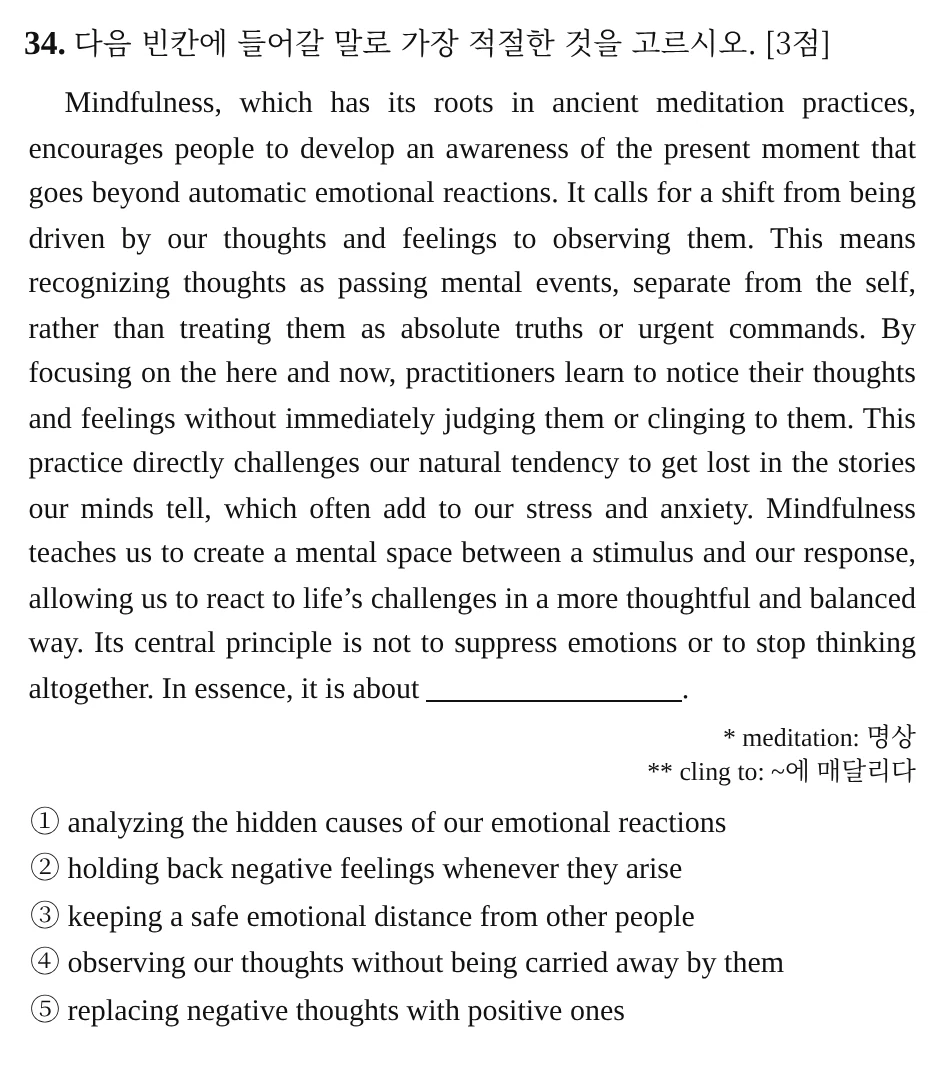 34. 다음 빈칸에 들어갈 말로 가장 적절한 것을 고르시오. [3점]
Mindfulness, which has its roots in ancient meditation practices,
encourages people to develop an awareness of the present moment that
goes beyond automatic emotional reactions. It calls for a shift from being
driven by our thoughts and feelings to observing them. This means
recognizing thoughts as passing mental events, separate from the self,
rather than treating them as absolute truths or urgent commands. By
focusing on the here and now, practitioners learn to notice their thoughts
and feelings without immediately judging them or clinging to them. This
practice directly challenges our natural tendency to get lost in the stories
our minds tell, which often add to our stress and anxiety. Mindfulness
teaches us to create a mental space between a stimulus and our response,
allowing us to react to life’s challenges in a more thoughtful and balanced
way. Its central principle is not to suppress emotions or to stop thinking
altogether. In essence, it is about ________________.
* meditation: 명상
** cling to: ~에 매달리다
① analyzing the hidden causes of our emotional reactions
② holding back negative feelings whenever they arise
③ keeping a safe emotional distance from other people
④ observing our thoughts without being carried away by them
⑤ replacing negative thoughts with positive ones